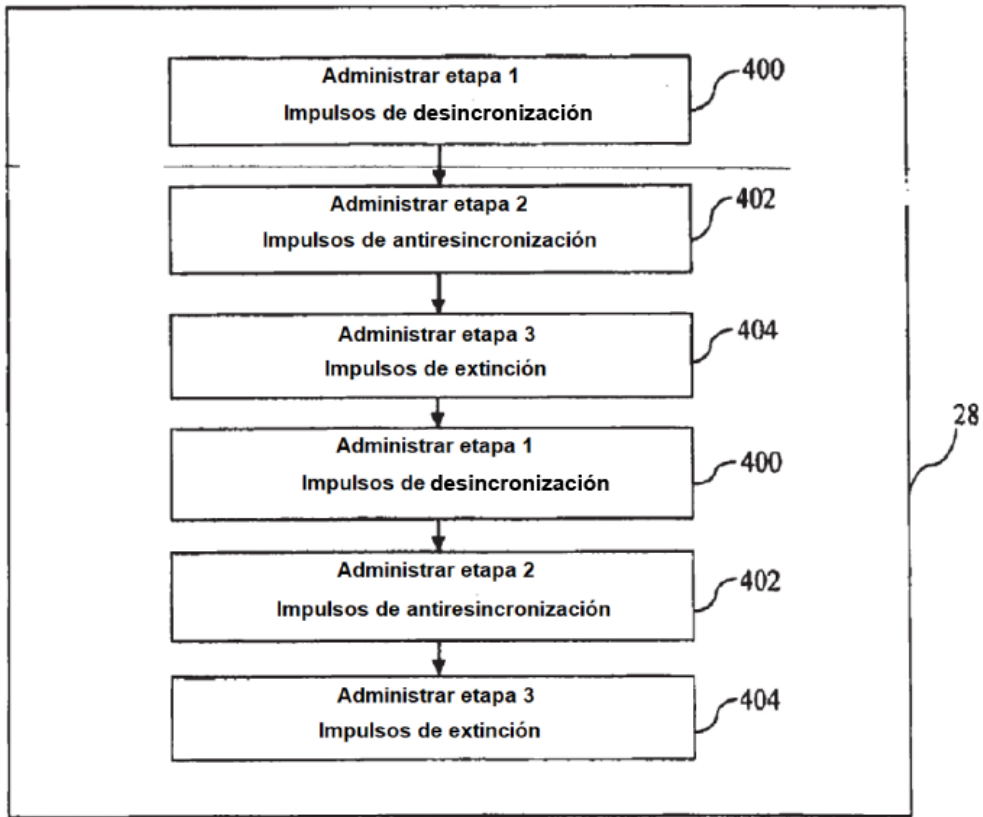 Administrar etapa 1
Impulsos de desincronización
400
Administrar etapa 2
Impulsos de antiresincronización
402
Administrar etapa 3
Impulsos de extinción
404
28
Administrar etapa 1
Impulsos de desincronización
400
Administrar etapa 2
Impulsos de antiresincronización
402
Administrar etapa 3
Impulsos de extinción
404